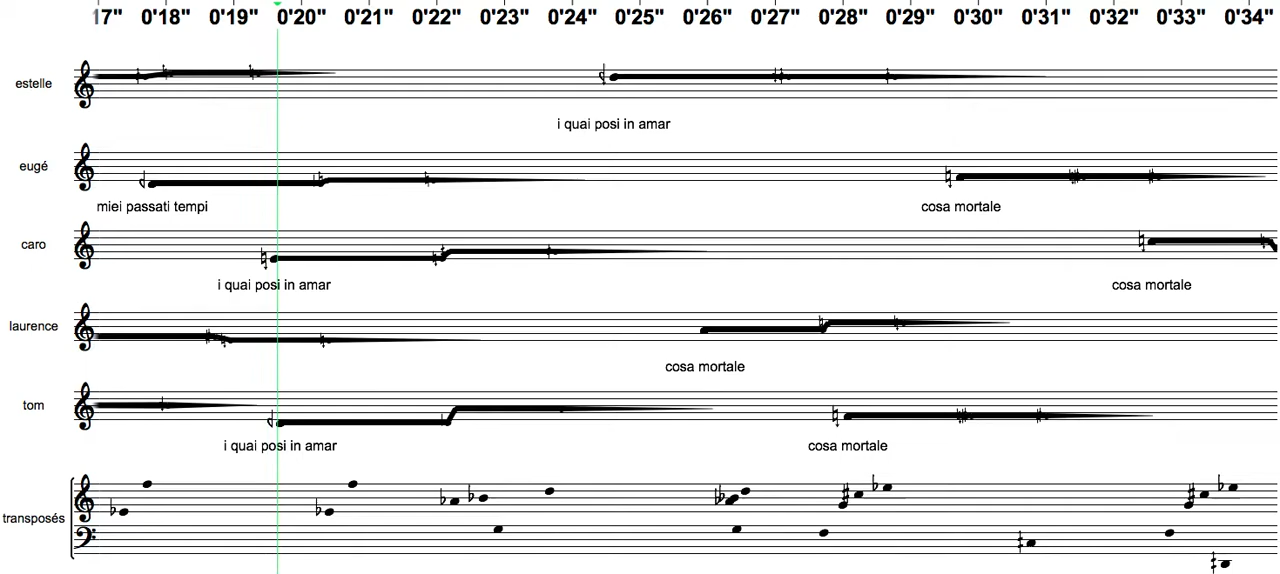 17" 0'18" 0'19" 0'20" 0'21" 0'22" 0'23" 0'24" 0'25" 0'26" 0'27" 0'28" 0'29" 0'30" 0'31" 0'32" 0'33" 0'34"
estelle
i quai posi in amar
eugé
miei passati tempi cosa mortale
caro
i quai posi in amar cosa mortale
laurence
cosa mortale
tom
i quai posi in amar cosa mortale
transposés